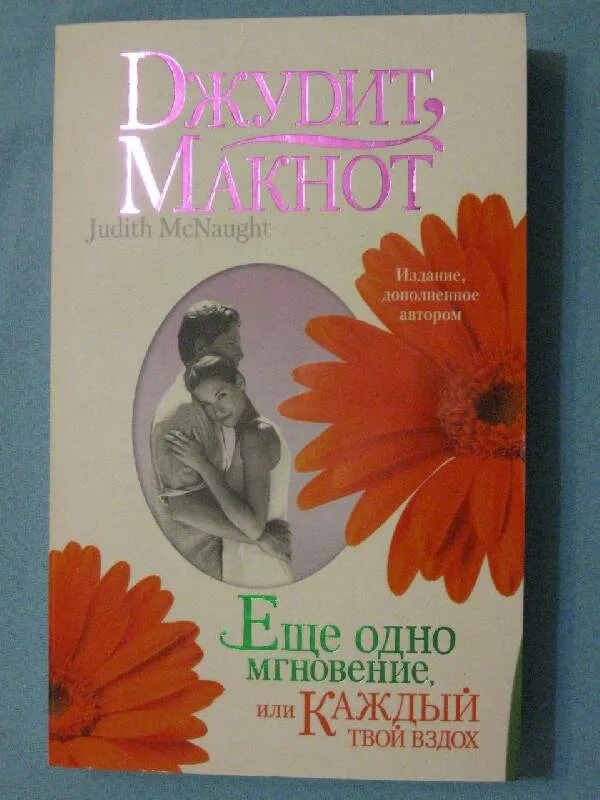 Джудит
Макнот
Judith McNaught
Издание,
дополненное
автором
Еще одно
мгновение,
или Каждый
твой вздох